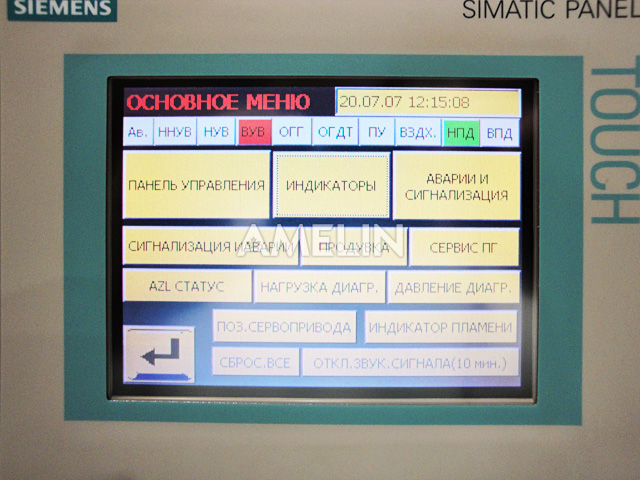 SIEMENS
SIMATIC PANEL
TOUCH
ОСНОВНОЕ МЕНЮ 20.07.07 12:15:08
Ав. ННУВ НУВ ВУВ ОГГ ОГДТ ПУ ВЗДХ. НПД ВПД
ПАНЕЛЬ УПРАВЛЕНИЯ ИНДИКАТОРЫ АВАРИИ И
СИГНАЛИЗАЦИЯ
AMELIN
СИГНАЛИЗАЦИЯ ИАВАРИИ ПРОДУВКА СЕРВИС ПГ
AZL СТАТУС НАГРУЗКА ДИАГР. ДАВЛЕНИЕ ДИАГР.
ПОЗ.СЕРВОПРИВОДА ИНДИКАТОР ПЛАМЕНИ
СБРОС.ВСЕ ОТКЛ.ЗВУК.СИГНАЛА(10 мин.)